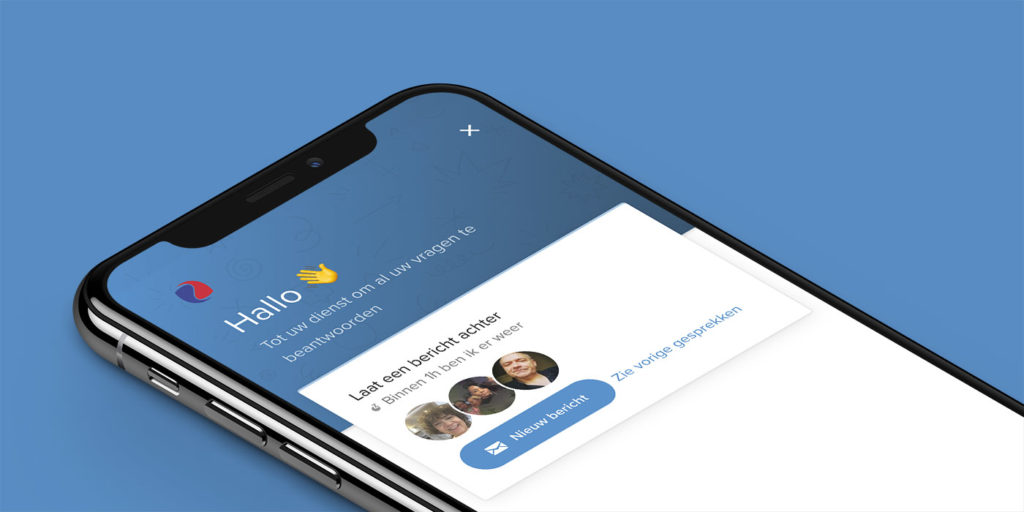 Hallo 👋
Tot uw dienst om al uw vragen te
beantwoorden
Laat een bericht achter
Binnen 1h ben ik er weer
Nieuw bericht
Zie vorige gesprekken